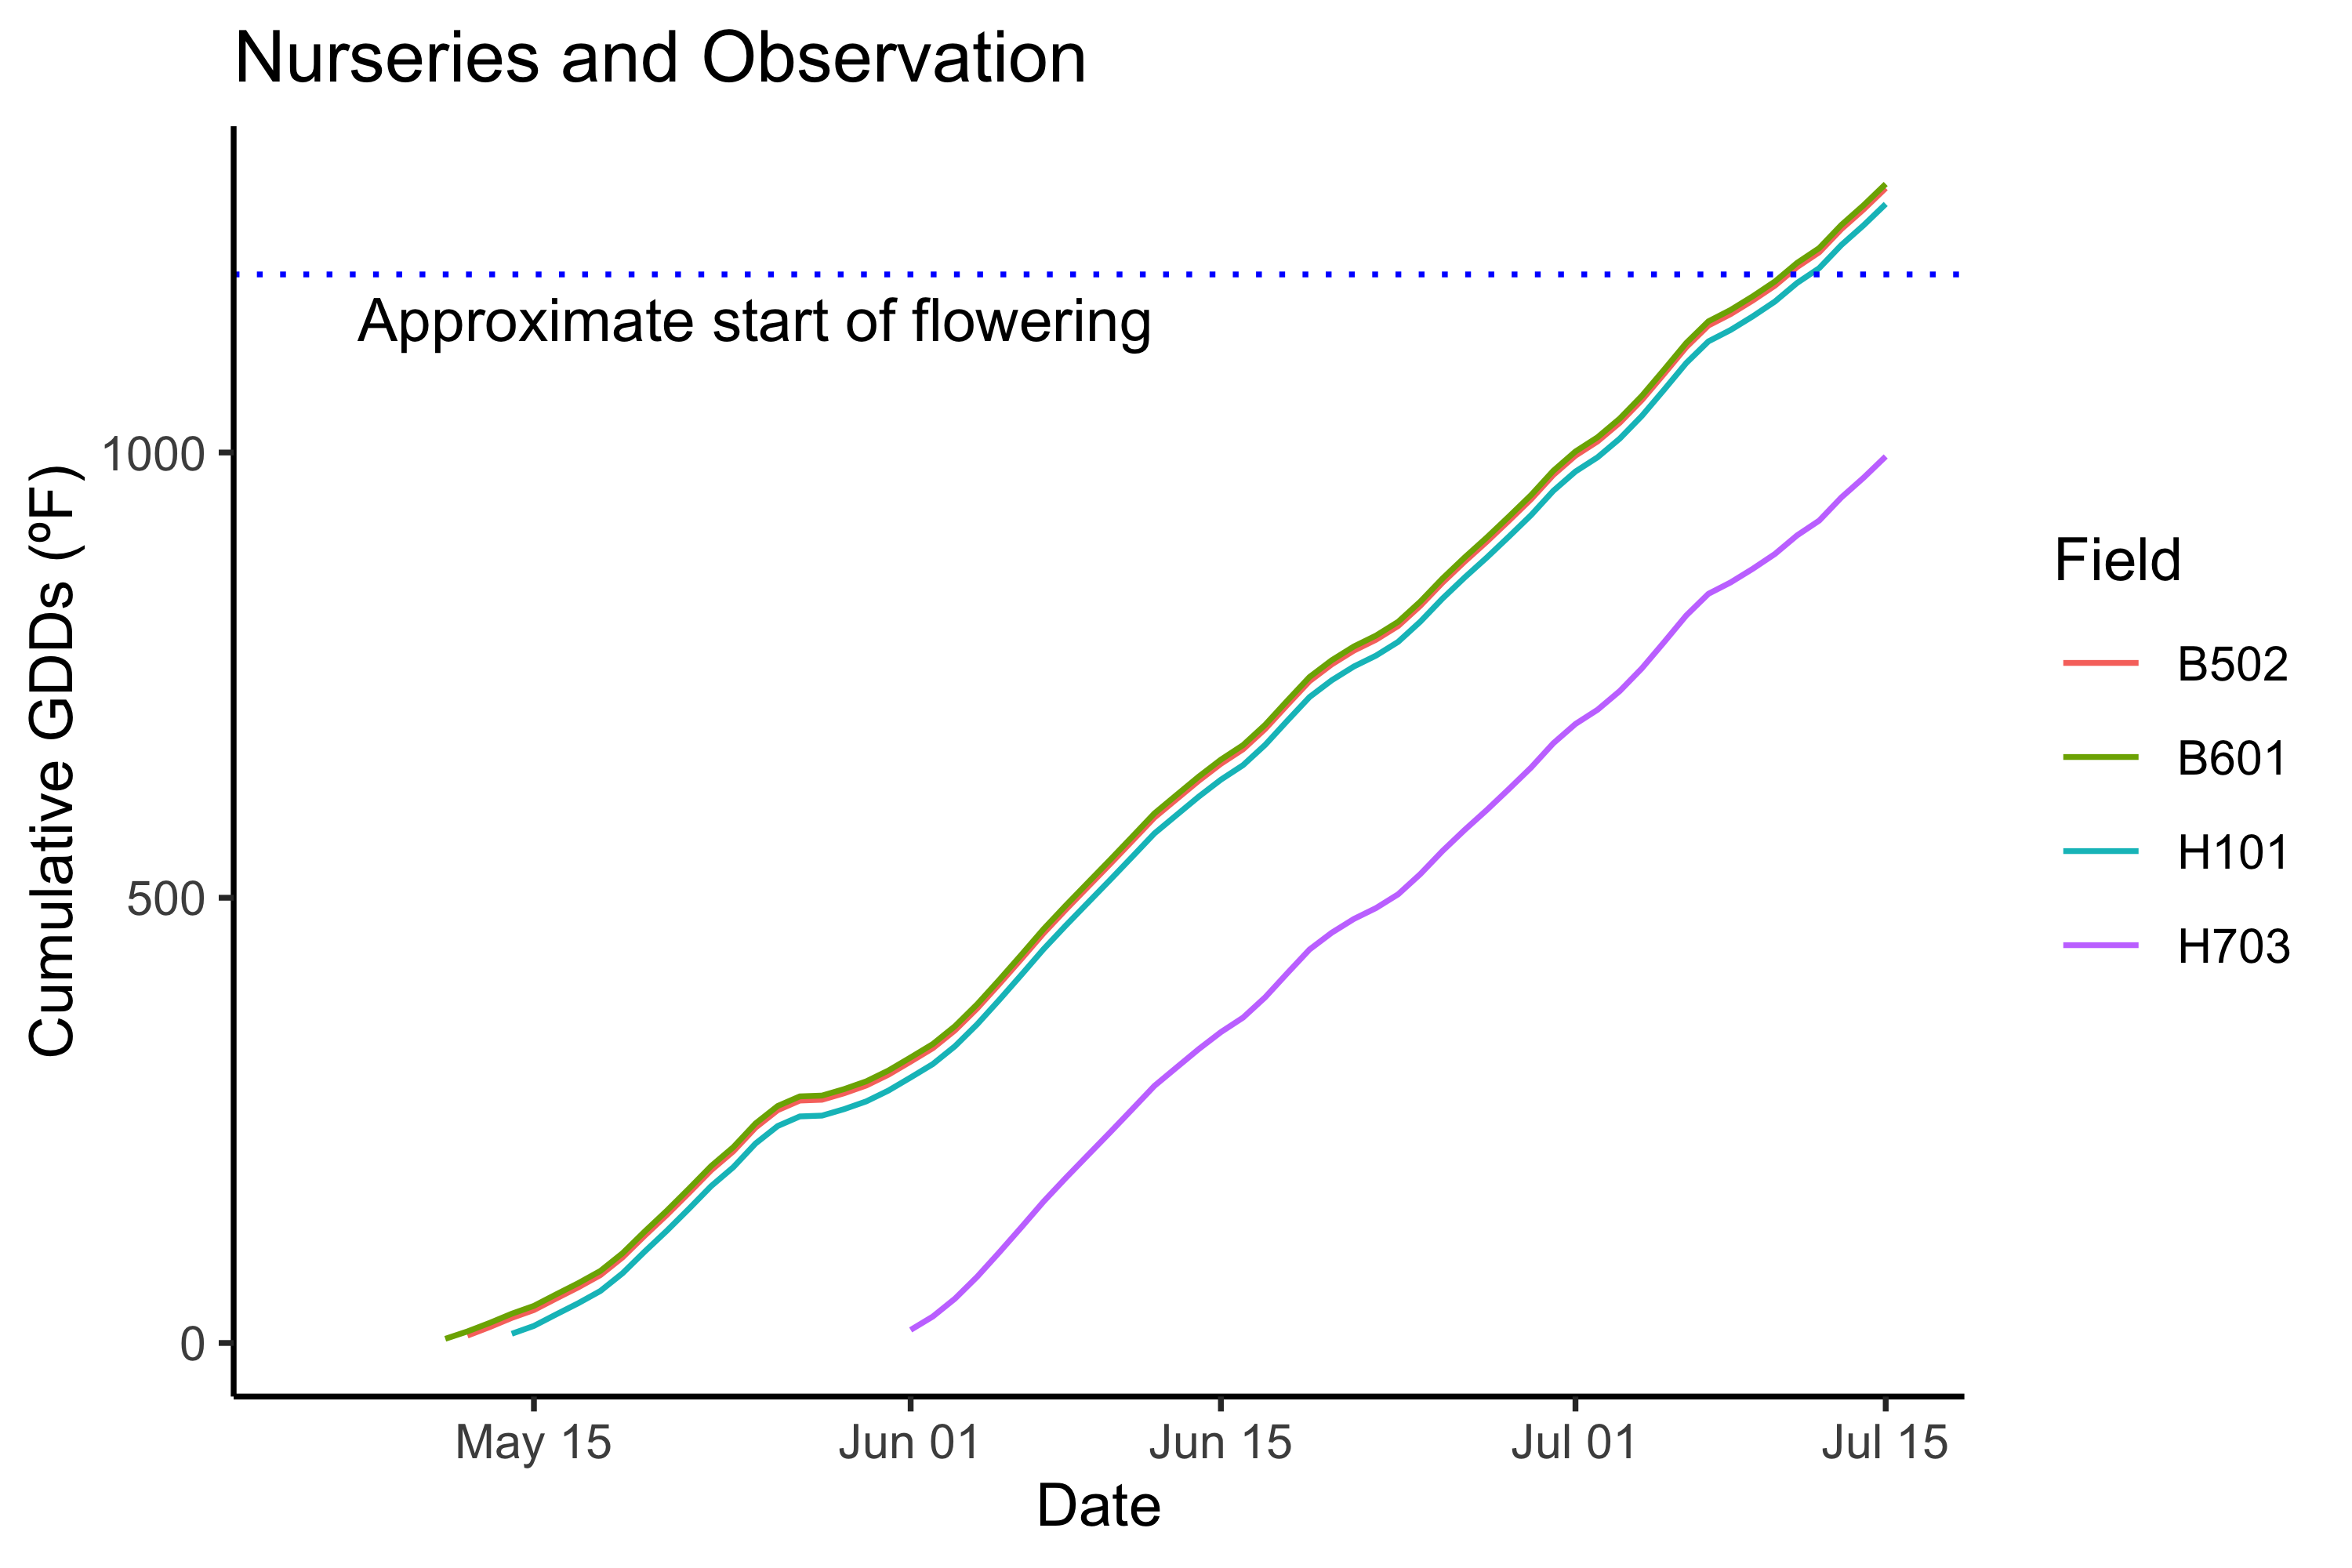 Nurseries and Observation
Approximate start of flowering
Cumulative GDDs (ºF)
1000
500
0
May 15
Jun 01
Jun 15
Jul 01
Jul 15
Date
Field
B502
B601
H101
H703